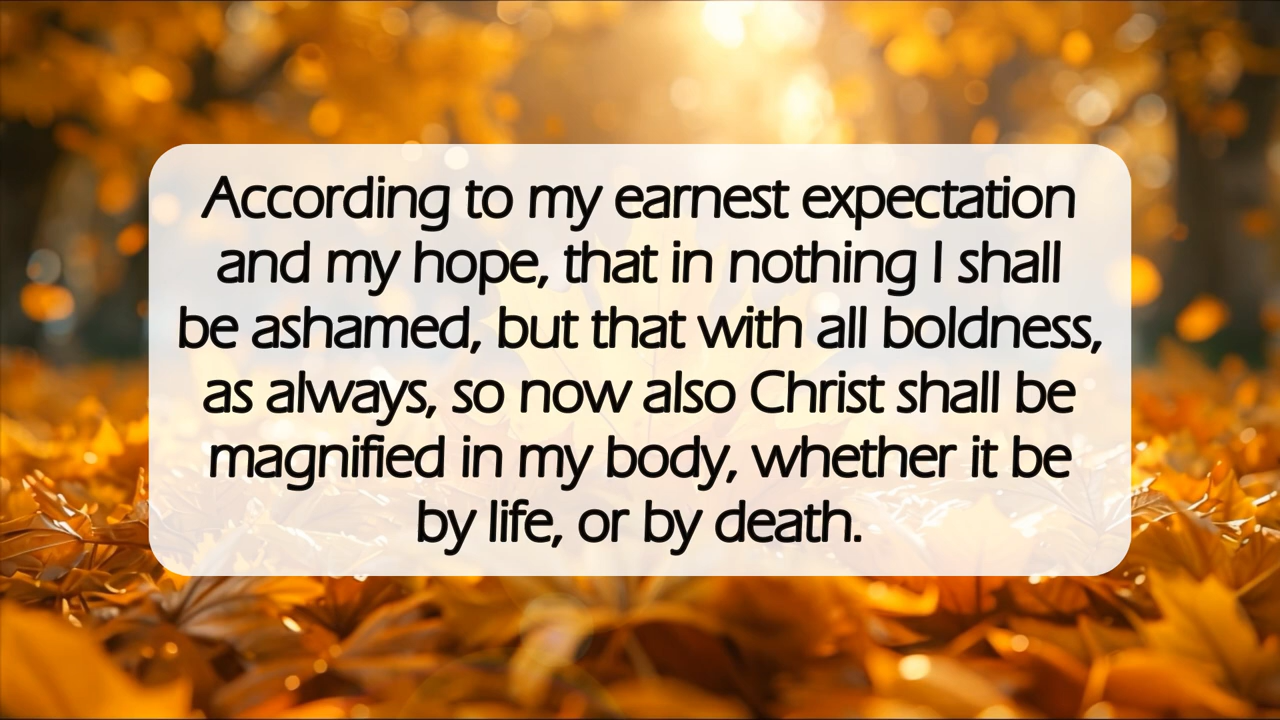 According to my earnest expectation
and my hope, that in nothing I shall
be ashamed, but that with all boldness,
as always, so now also Christ shall be
magnified in my body, whether it be
by life, or by death.